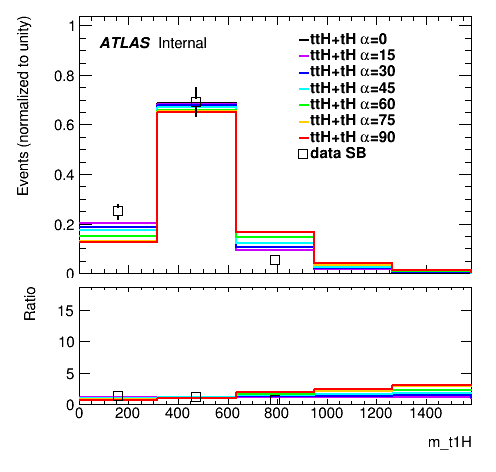 ATLAS Internal
ttH+tH α=0
ttH+tH α=15
ttH+tH α=30
ttH+tH α=45
ttH+tH α=60
ttH+tH α=75
ttH+tH α=90
data SB
Events (normalized to unity)
1
0.8
0.6
0.4
0.2
0
Ratio
15
10
5
0
0 200 400 600 800 1000 1200 1400
m_t1H